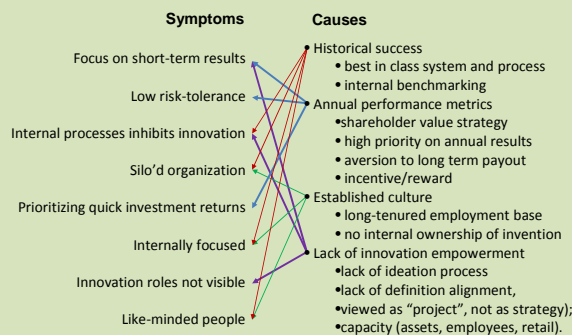 Symptoms
Focus on short-term results
Low risk-tolerance
Internal processes inhibits innovation
Silo’d organization
Prioritizing quick investment returns
Internally focused
Innovation roles not visible
Like-minded people
Causes
Historical success
• best in class system and process
• internal benchmarking
Annual performance metrics
•shareholder value strategy
• high priority on annual results
• aversion to long term payout
• incentive/reward
Established culture
• long-tenured employment base
• no internal ownership of invention
Lack of innovation empowerment
•lack of ideation process
•lack of definition alignment,
•viewed as “project”, not as strategy);
•capacity (assets, employees, retail).